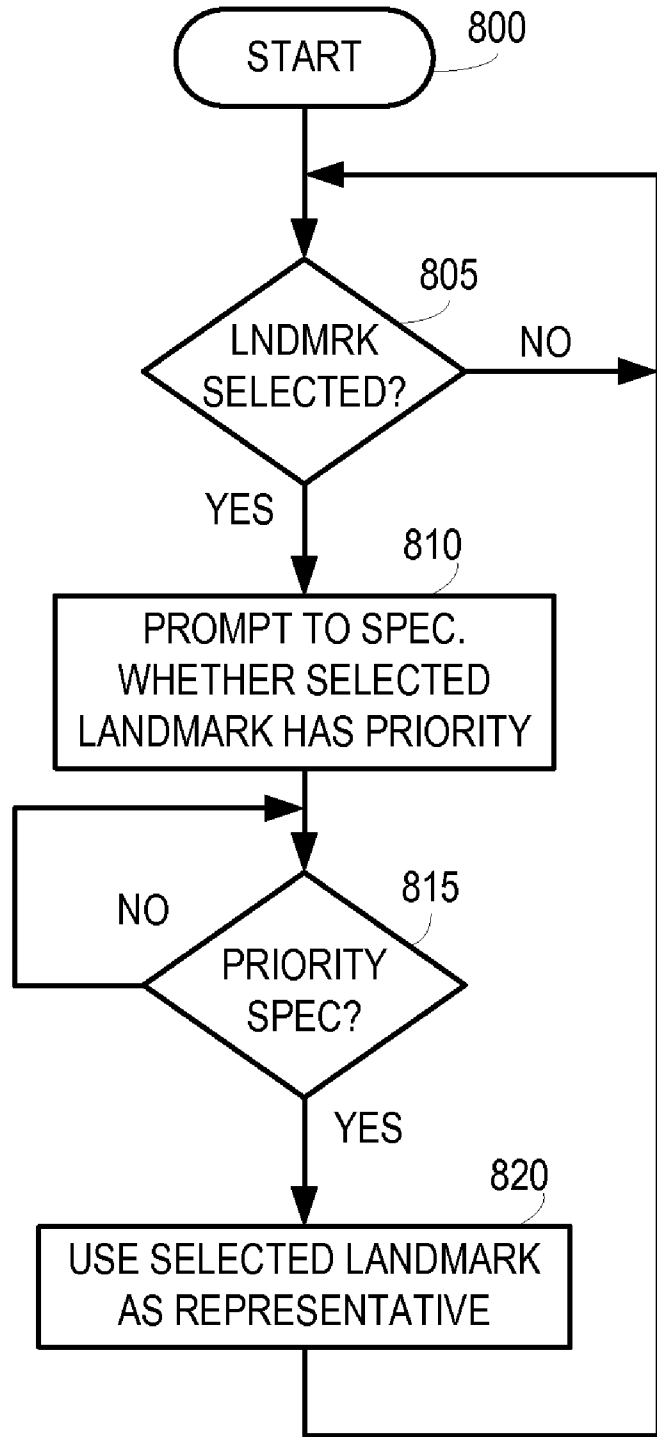 START
800
805
LNDMRK
SELECTED?
NO
YES
810
PROMPT TO SPEC.
WHETHER SELECTED
LANDMARK HAS PRIORITY
815
NO
PRIORITY
SPEC?
YES
820
USE SELECTED LANDMARK
AS REPRESENTATIVE